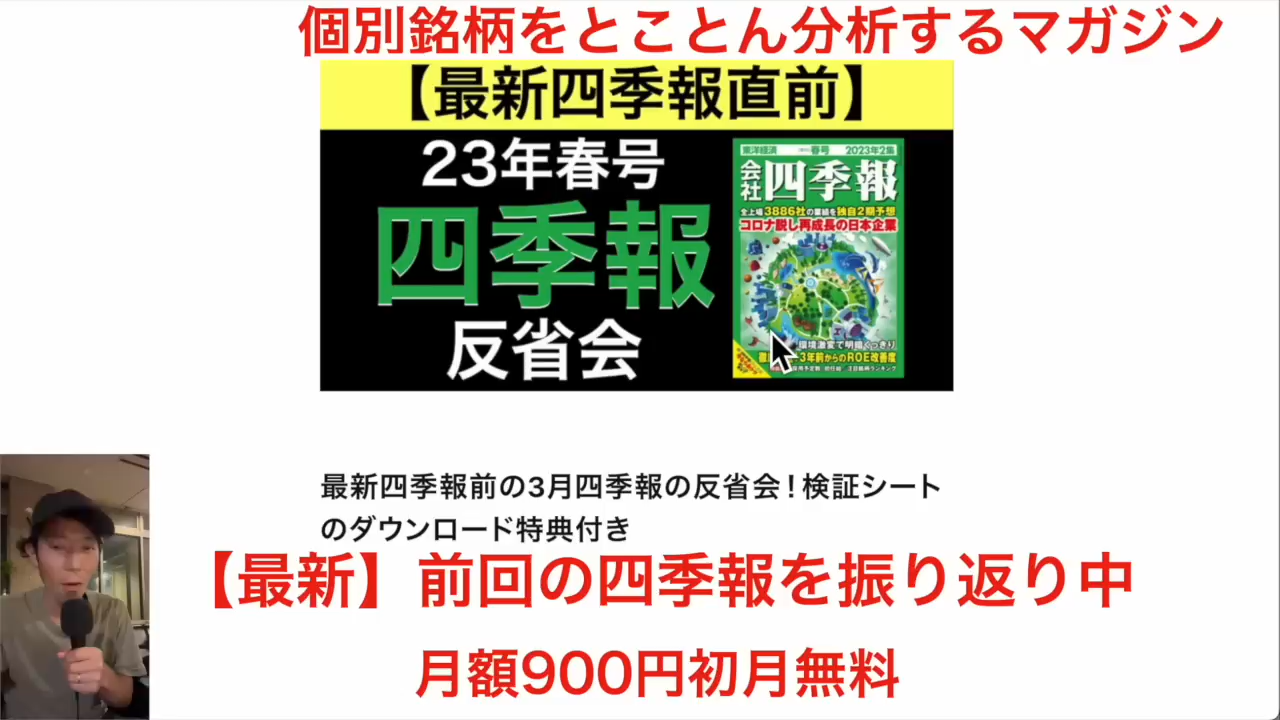 個別銘柄をとことん分析するマガジン
【最新四季報直前】
23年春号
四季報
反省会
東洋経済
春号
2023年2集
会社
四季報
全上場3886社の業績を独自2期予想
コロナ脱し再成長の日本企業
環境激変で明暗くっきり
3年前からのROE改善度
最新四季報前の3月四季報の反省会!検証シート
のダウンロード特典付き
【最新】前回の四季報を振り返り中
月額900円初月無料